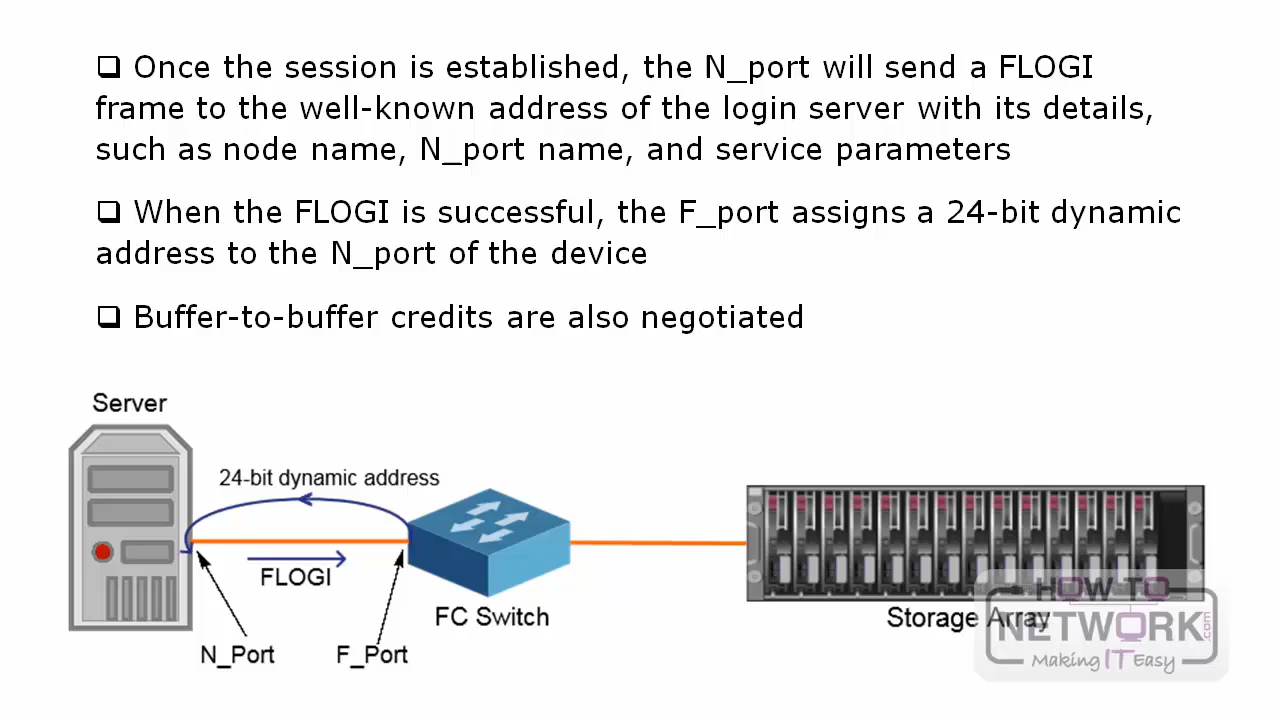 ❑ Once the session is established, the N_port will send a FLOGI
frame to the well-known address of the login server with its details,
such as node name, N_port name, and service parameters
❑ When the FLOGI is successful, the F_port assigns a 24-bit dynamic
address to the N_port of the device
❑ Buffer-to-buffer credits are also negotiated
Server
24-bit dynamic address
FLOGI
FC Switch
Storage Array
N_Port
F_Port
HOW TO
NETWORK.com
Making IT Easy